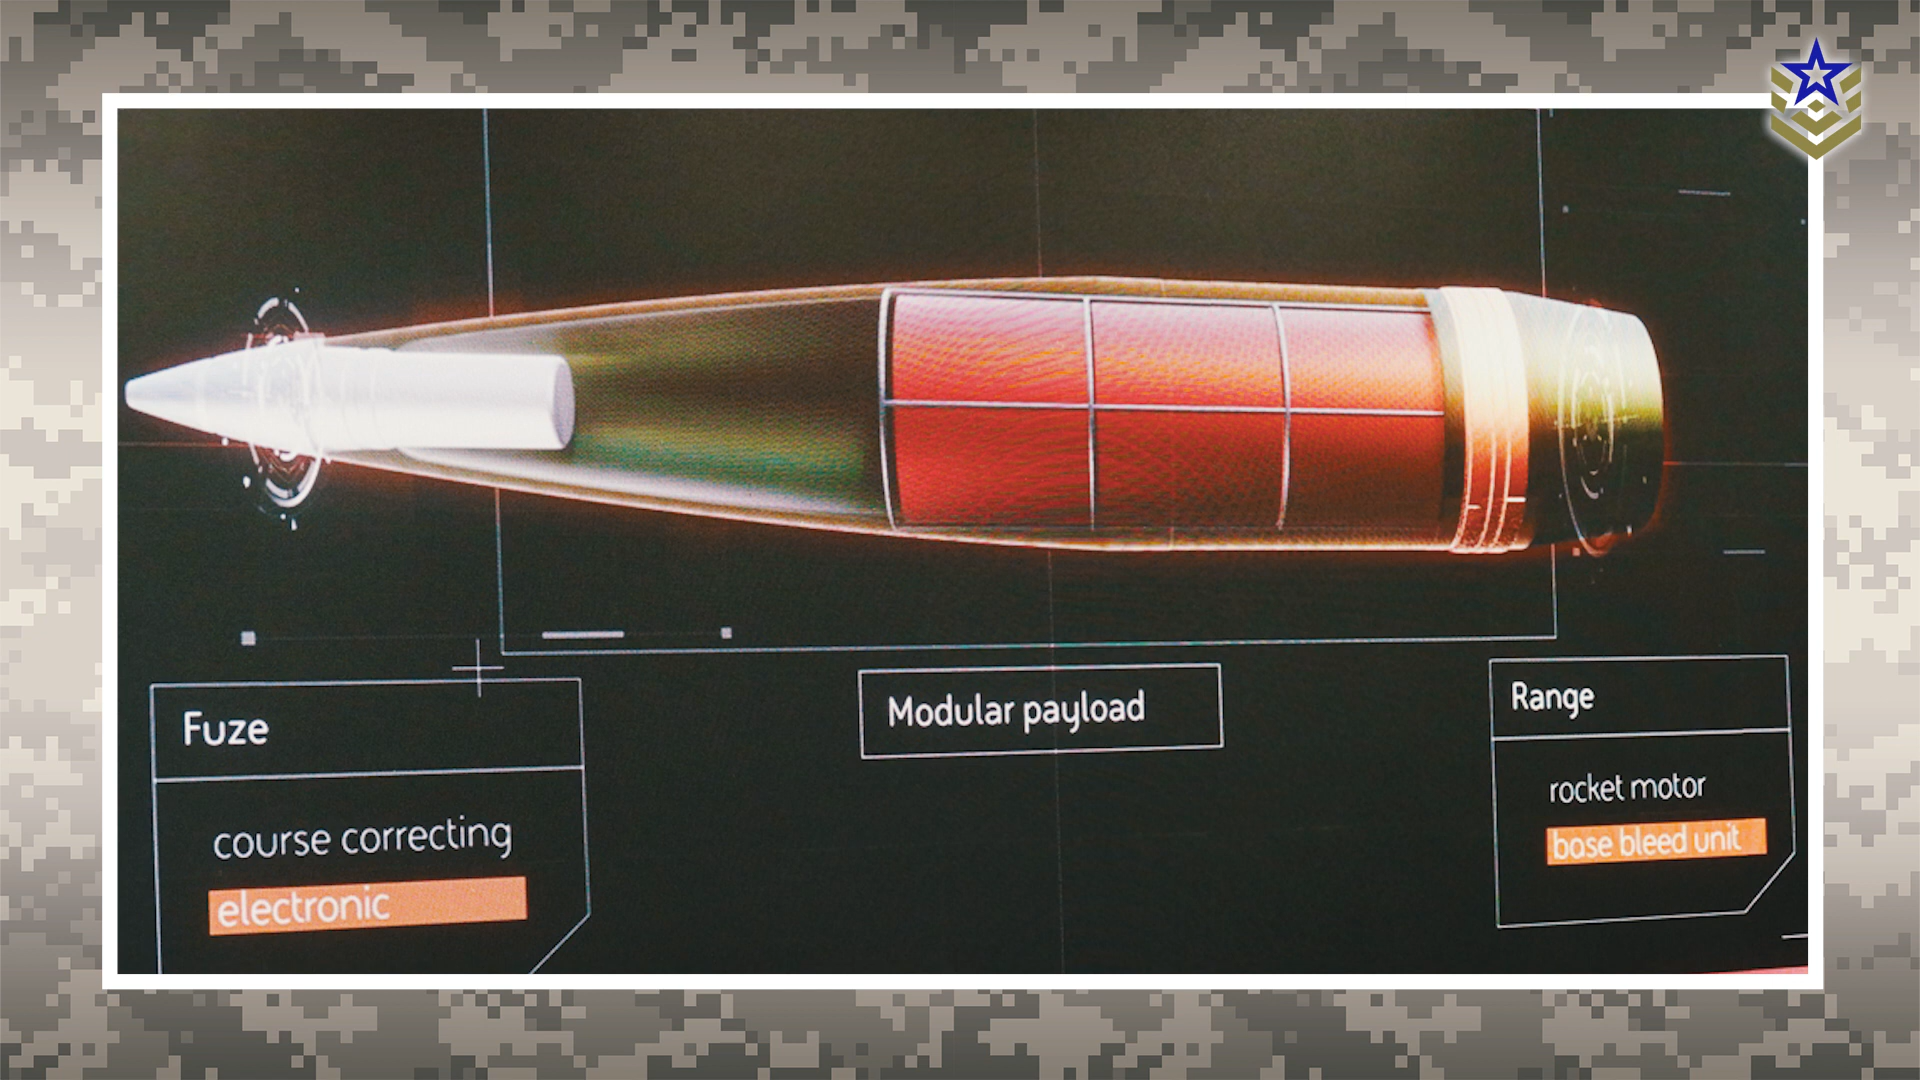 Fuze
course correcting
electronic
Modular payload
Range
rocket motor
base bleed unit